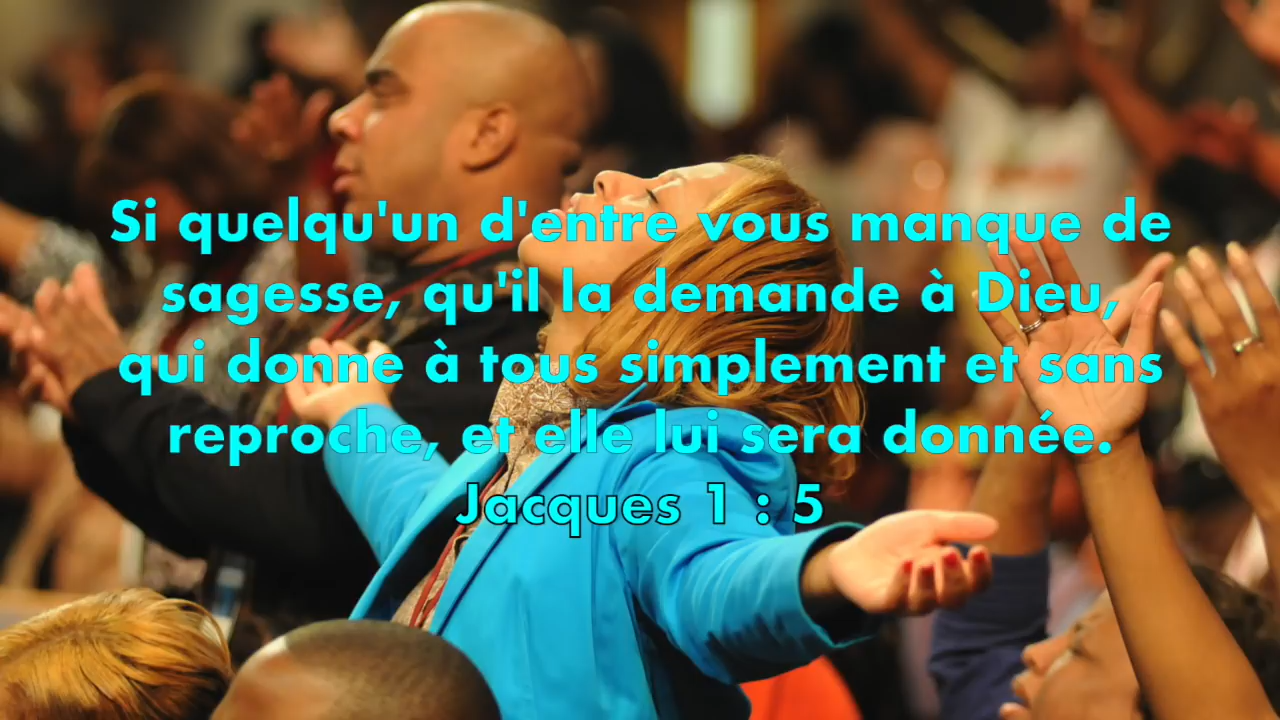 Si quelqu'un d'entre vous manque de
sagesse, qu'il la demande à Dieu,
qui donne à tous simplement et sans
reproche, et elle lui sera donnée.
Jacques 1 : 5